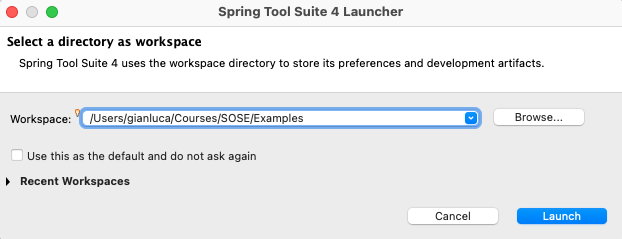 Spring Tool Suite 4 Launcher
Select a directory as workspace
Spring Tool Suite 4 uses the workspace directory to store its preferences and development artifacts.
Workspace: /Users/gianluca/Courses/SOSE/Examples Browse...
Use this as the default and do not ask again
Recent Workspaces
Cancel Launch